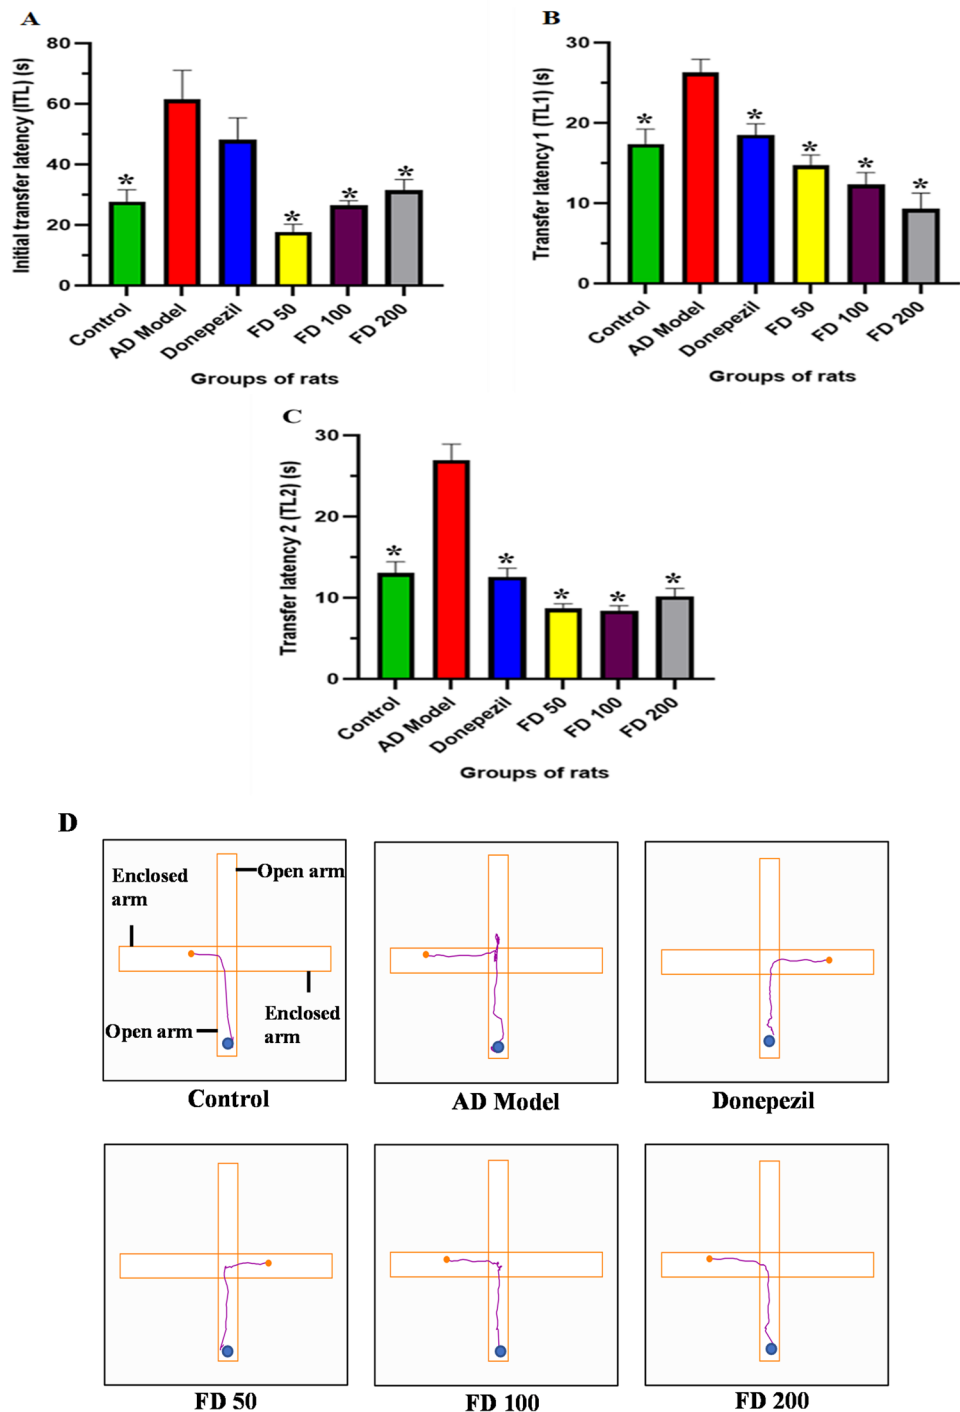 A
Initial transfer latency (ITL) (s)
80
60
40
20
0
*
*
*
*
Control
AD Model
Donepezil
FD 50
FD 100
FD 200
Groups of rats
B
Transfer latency 1 (TL1) (s)
30
20
10
0
*
*
*
*
*
Control
AD Model
Donepezil
FD 50
FD 100
FD 200
Groups of rats
C
Transfer latency 2 (TL2) (s)
30
20
10
0
*
*
*
*
*
Control
AD Model
Donepezil
FD 50
FD 100
FD 200
Groups of rats
D
Enclosed
arm
Open arm
Open arm
Enclosed
arm
Control
AD Model
Donepezil
FD 50
FD 100
FD 200